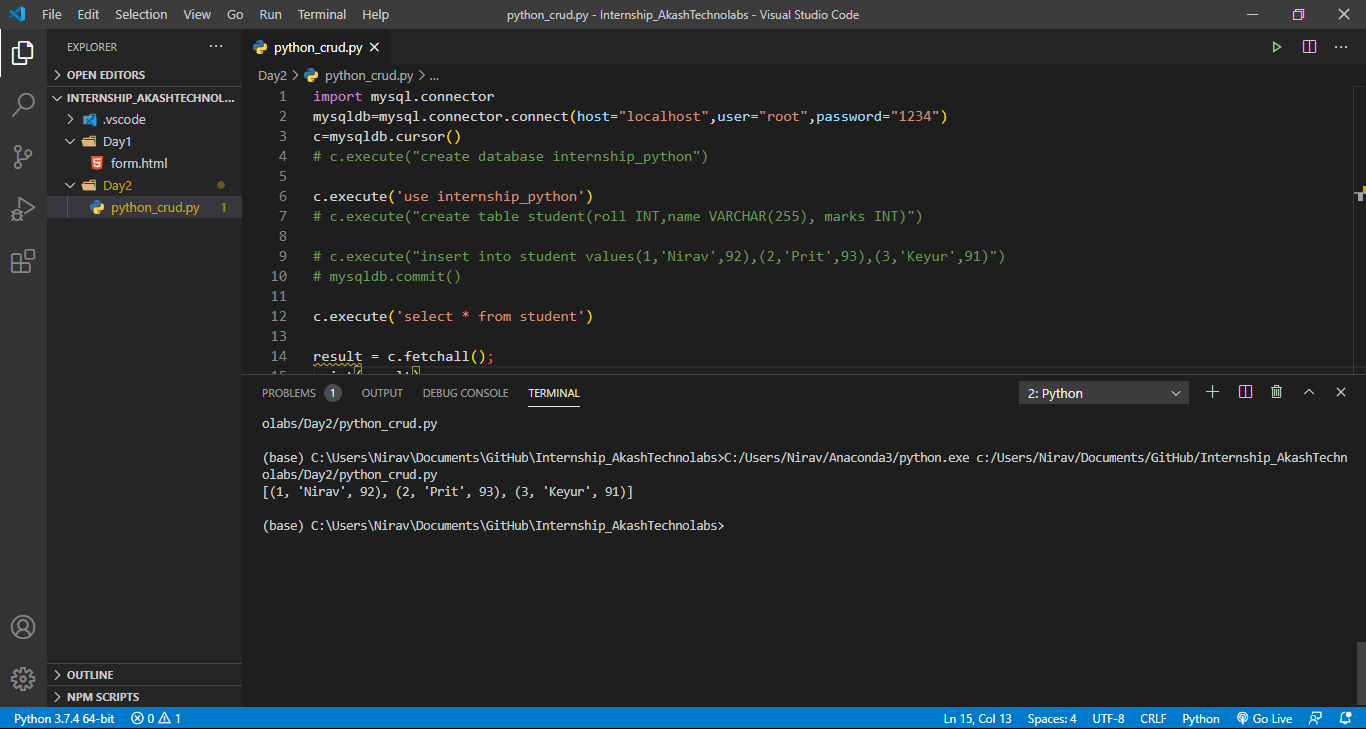 File Edit Selection View Go Run Terminal Help
python_crud.py - Internship_AkashTechnolabs - Visual Studio Code
EXPLORER
OPEN EDITORS
INTERNSHIP_AKASHTECHNOL...
.vscode
Day1
form.html
Day2
python_crud.py 1
OUTLINE
NPM SCRIPTS
python_crud.py
Day2 > python_crud.py > ...
1 import mysql.connector
2 mysqldb=mysql.connector.connect(host="localhost",user="root",password="1234")
3 c=mysqldb.cursor()
4 # c.execute("create database internship_python")
5
6 c.execute('use internship_python')
7 # c.execute("create table student(roll INT,name VARCHAR(255), marks INT)")
8
9 # c.execute("insert into student values(1,'Nirav',92),(2,'Prit',93),(3,'Keyur',91)")
10 # mysqldb.commit()
11
12 c.execute('select * from student')
13
14 result = c.fetchall();
PROBLEMS 1 OUTPUT DEBUG CONSOLE TERMINAL
2: Python
olabs/Day2/python_crud.py
(base) C:\Users\Nirav\Documents\GitHub\Internship_AkashTechnolabs>C:/Users/Nirav/Anaconda3/python.exe c:/Users/Nirav/Documents/GitHub/Internship_AkashTechn
olabs/Day2/python_crud.py
[(1, 'Nirav', 92), (2, 'Prit', 93), (3, 'Keyur', 91)]
(base) C:\Users\Nirav\Documents\GitHub\Internship_AkashTechnolabs>
Python 3.7.4 64-bit 0 1 Ln 15, Col 13 Spaces: 4 UTF-8 CRLF Python Go Live